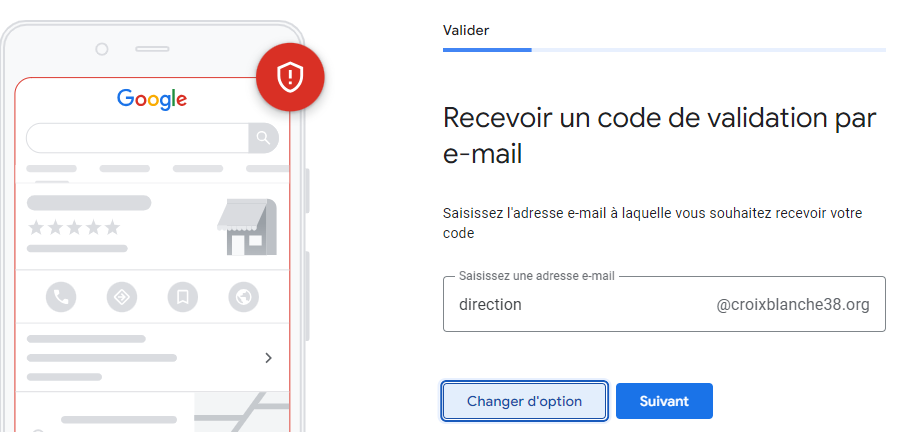 Valider
Google
Recevoir un code de validation par
e-mail
Saisissez l'adresse e-mail à laquelle vous souhaitez recevoir votre
code
Saisissez une adresse e-mail
direction @croixblanche38.org
Changer d'option Suivant